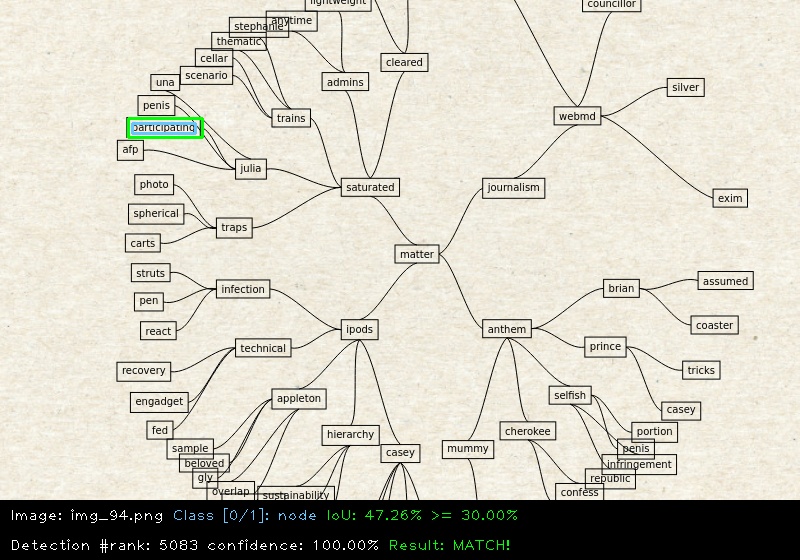 lightweight
councillor
anytime
stephanie
thematic
cleared
cellar
scenario
una
admins
silver
penis
trains
webmd
participating
afp
julia
photo
saturated
journalism
exim
spherical
traps
carts
matter
struts
infection
brian
assumed
pen
react
ipods
anthem
coaster
technical
prince
recovery
tricks
engadget
appleton
selfish
casey
fed
hierarchy
cherokee
portion
sample
casey
mummy
penis
beloved
infringement
gly
republic
overlap
sustainability
confess
Image: img_94.png Class [0/1]: node IoU: 47.26% >= 30.00%
Detection #rank: 5083 confidence: 100.00% Result: MATCH!